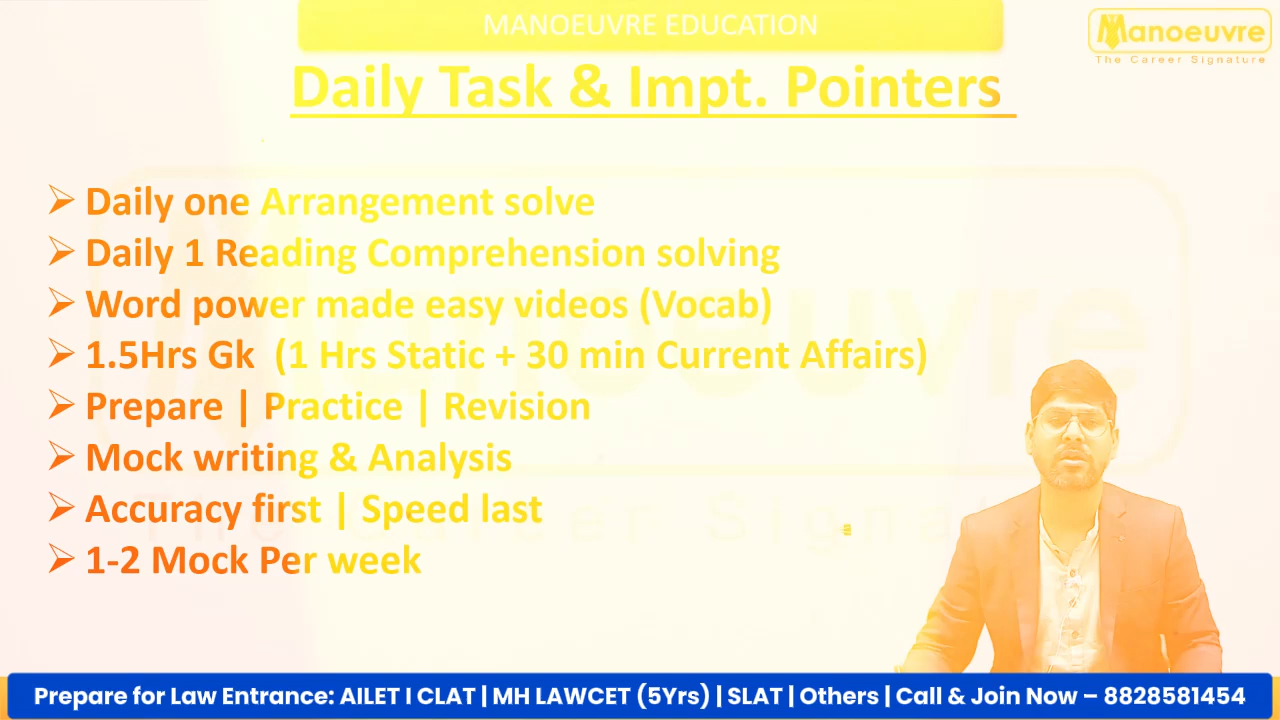 MANOEUVRE EDUCATION
Manoeuvre
The Career Signature
Daily Task & Impt. Pointers
➢ Daily one Arrangement solve
➢ Daily 1 Reading Comprehension solving
➢ Word power made easy videos (Vocab)
➢ 1.5Hrs Gk (1 Hrs Static + 30 min Current Affairs)
➢ Prepare | Practice | Revision
➢ Mock writing & Analysis
➢ Accuracy first | Speed last
➢ 1-2 Mock Per week
Prepare for Law Entrance: AILET I CLAT | MH LAWCET (5Yrs) | SLAT | Others | Call & Join Now – 8828581454